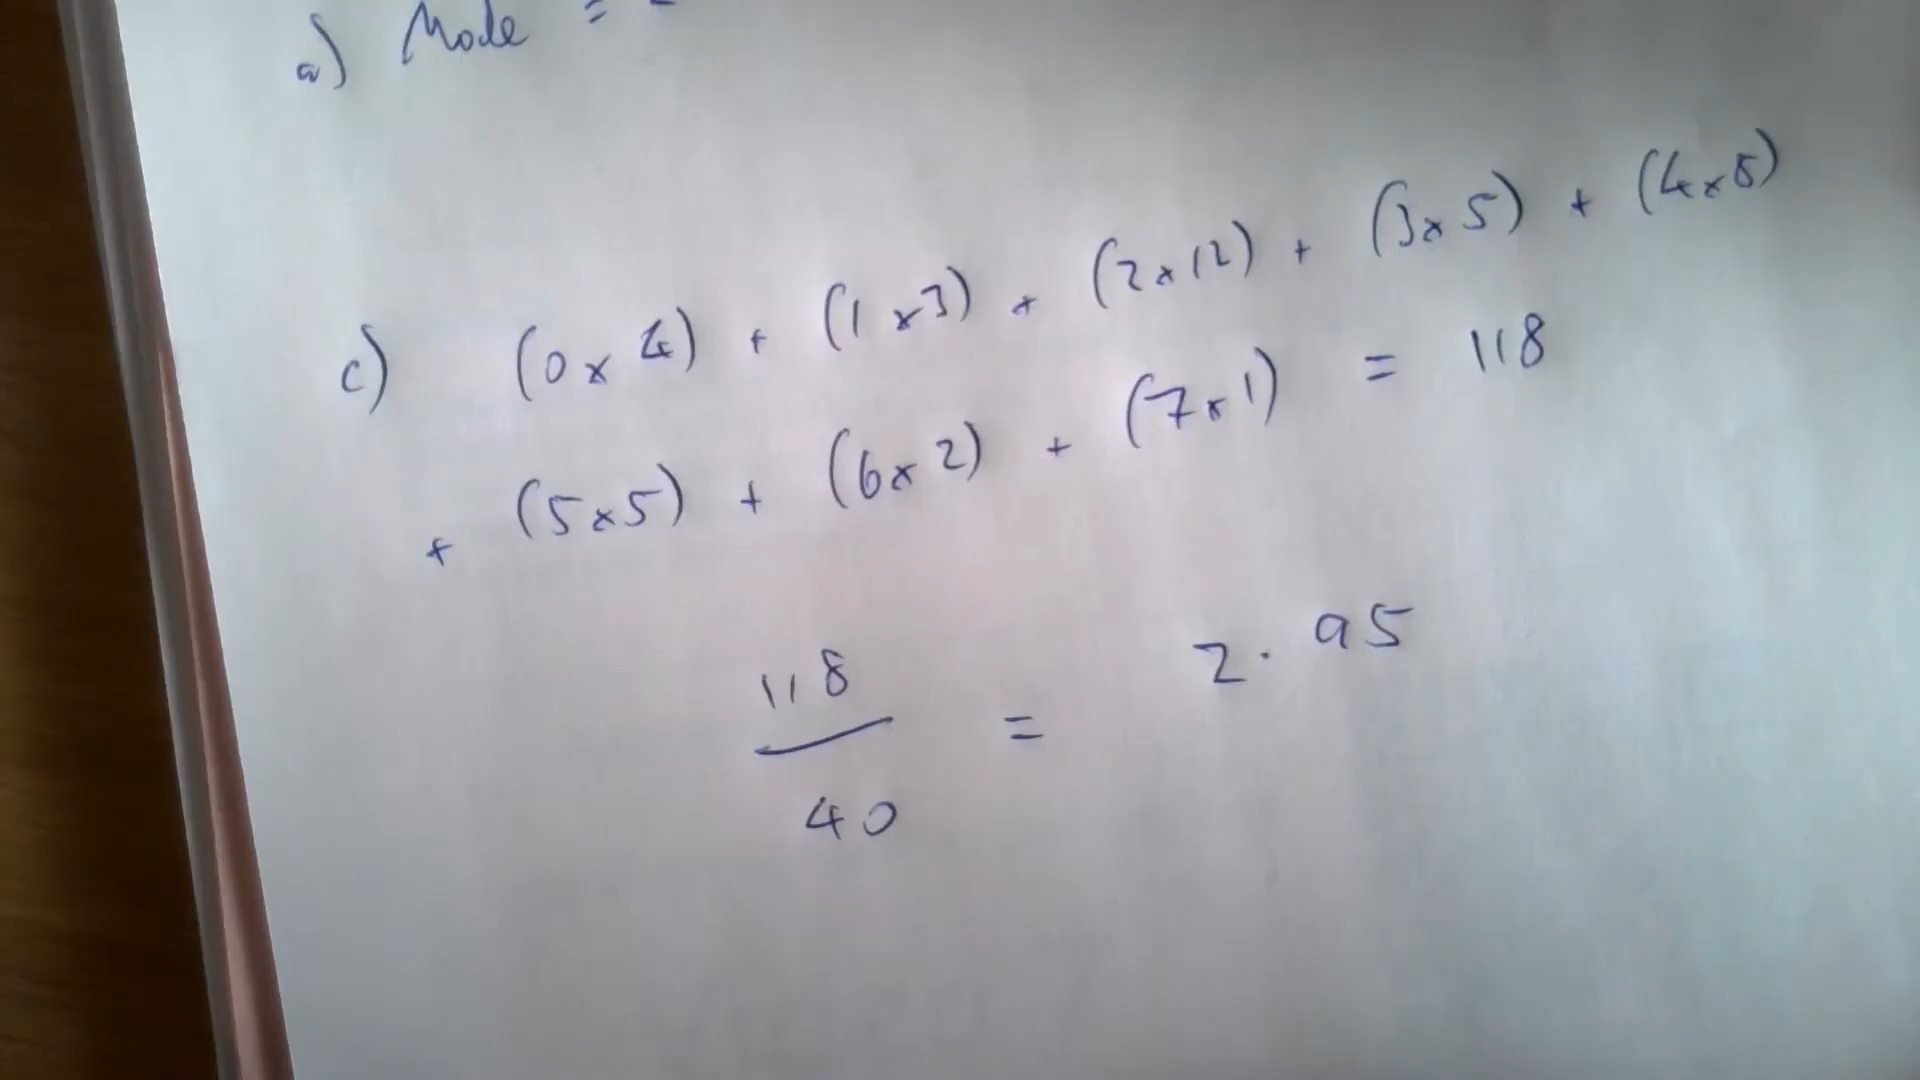 a) Mode =
c) (0 x 4) + (1 x 3) + (2 x 12) + (3 x 5) + (4 x 8)
+ (5 x 5) + (6 x 2) + (7 x 1) = 118
118
40
= 2.95